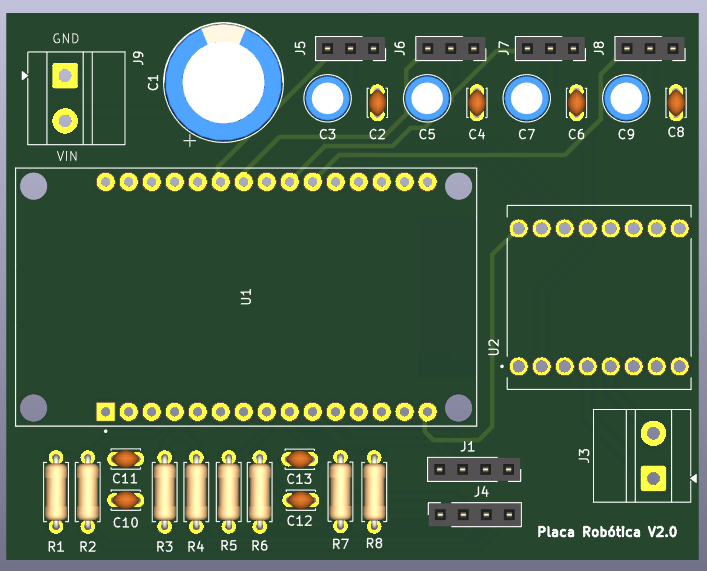 GND
J9
C1
J5
J6
J7
J8
C3
C2
C5
C4
C7
C6
C9
C8
+
VIN
U1
U2
J3
J1
J4
C11
C10
C13
C12
R1
R2
R3
R4
R5
R6
R7
R8
Placa Robótica V2.0